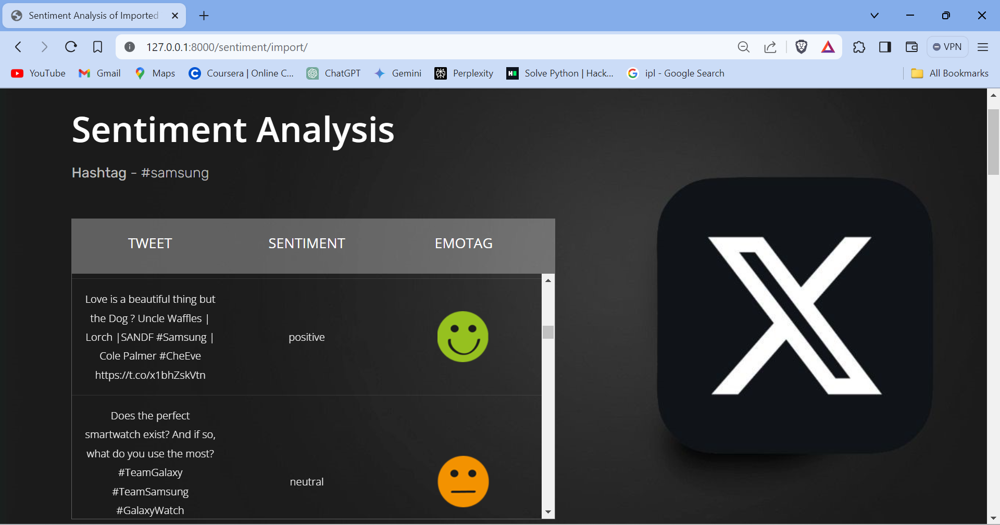 Sentiment Analysis of Imported
127.0.0.1:8000/sentiment/import/
VPN
YouTube
Gmail
Maps
Coursera | Online C...
ChatGPT
Gemini
Perplexity
Solve Python | Hack...
ipl - Google Search
All Bookmarks
Sentiment Analysis
Hashtag - #samsung
TWEET SENTIMENT EMOTAG
Love is a beautiful thing but
the Dog ? Uncle Waffles |
Lorch |SANDF #Samsung |
Cole Palmer #CheEve
https://t.co/x1bhZskVtn
positive
Does the perfect
smartwatch exist? And if so,
what do you use the most?
#TeamGalaxy
#TeamSamsung
#GalaxyWatch
neutral